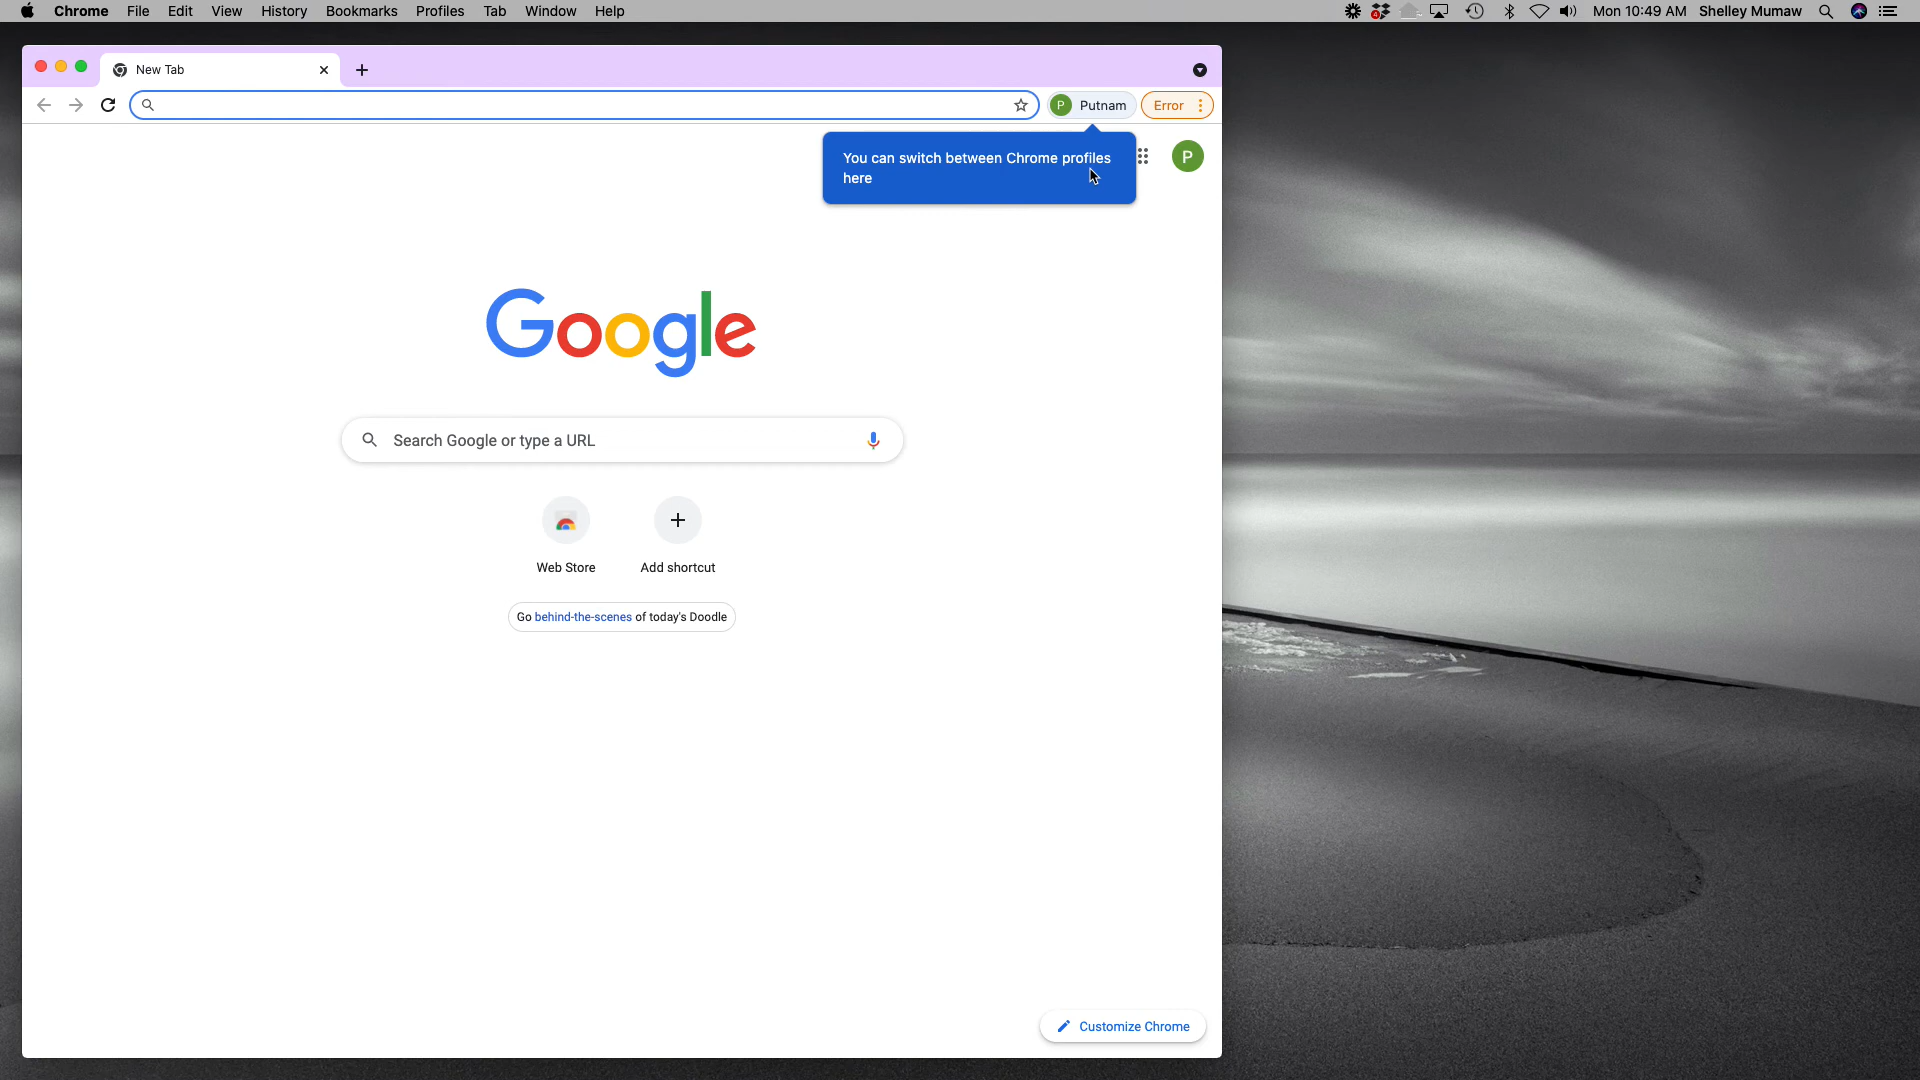 Chrome File Edit View History Bookmarks Profiles Tab Window Help Mon 10:49 AM Shelley Mumaw
New Tab
P Putnam Error
You can switch between Chrome profiles
here
P
Google
Search Google or type a URL
Web Store Add shortcut
Go behind-the-scenes of today's Doodle
Customize Chrome